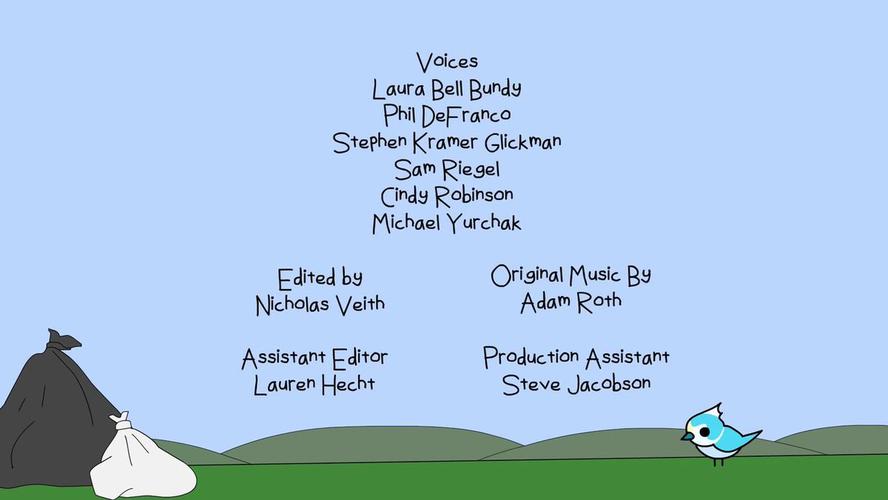 Voices
Laura Bell Bundy
Phil DeFranco
Stephen Kramer Glickman
Sam Riegel
Cindy Robinson
Michael Yurchak
Edited by
Nicholas Veith
Original Music By
Adam Roth
Assistant Editor
Lauren Hecht
Production Assistant
Steve Jacobson